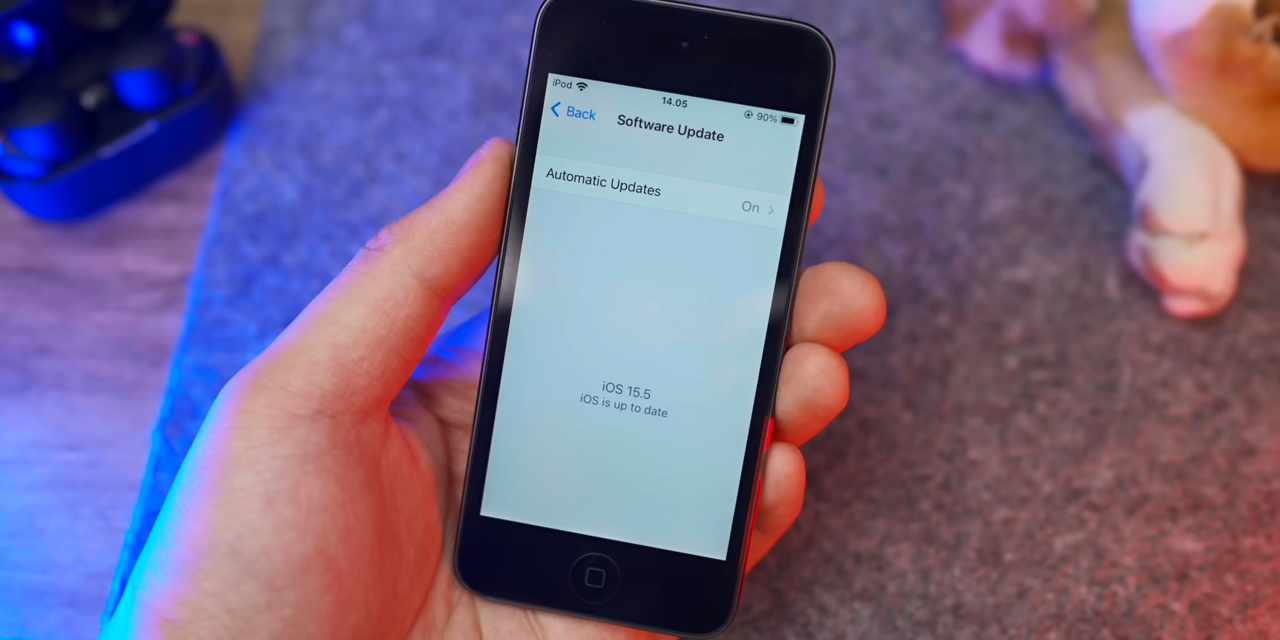 iPod
14.05
90%
Back
Software Update
Automatic Updates
On
iOS 15.5
iOS is up to date